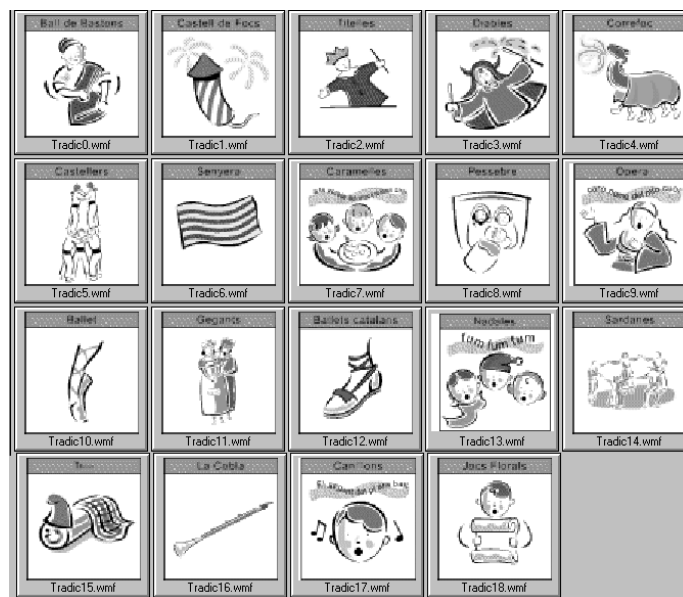 Ball de Bastons
Castell de Focs
Titelles
Diables
Correfoc
Tradic0.wmf
Tradic1.wmf
Tradic2.wmf
Tradic3.wmf
Tradic4.wmf
Castellers
Senyera
Caramelles
Pessebre
Opera
Tradic5.wmf
Tradic6.wmf
Tradic7.wmf
Tradic8.wmf
Tradic9.wmf
Ballet
Gegants
Ballets catalans
Nadales
Sardanes
fum fum fum
Tradic10.wmf
Tradic11.wmf
Tradic12.wmf
Tradic13.wmf
Tradic14.wmf
La Cobla
Cançons
Jocs Florals
Tradic15.wmf
Tradic16.wmf
Tradic17.wmf
Tradic18.wmf